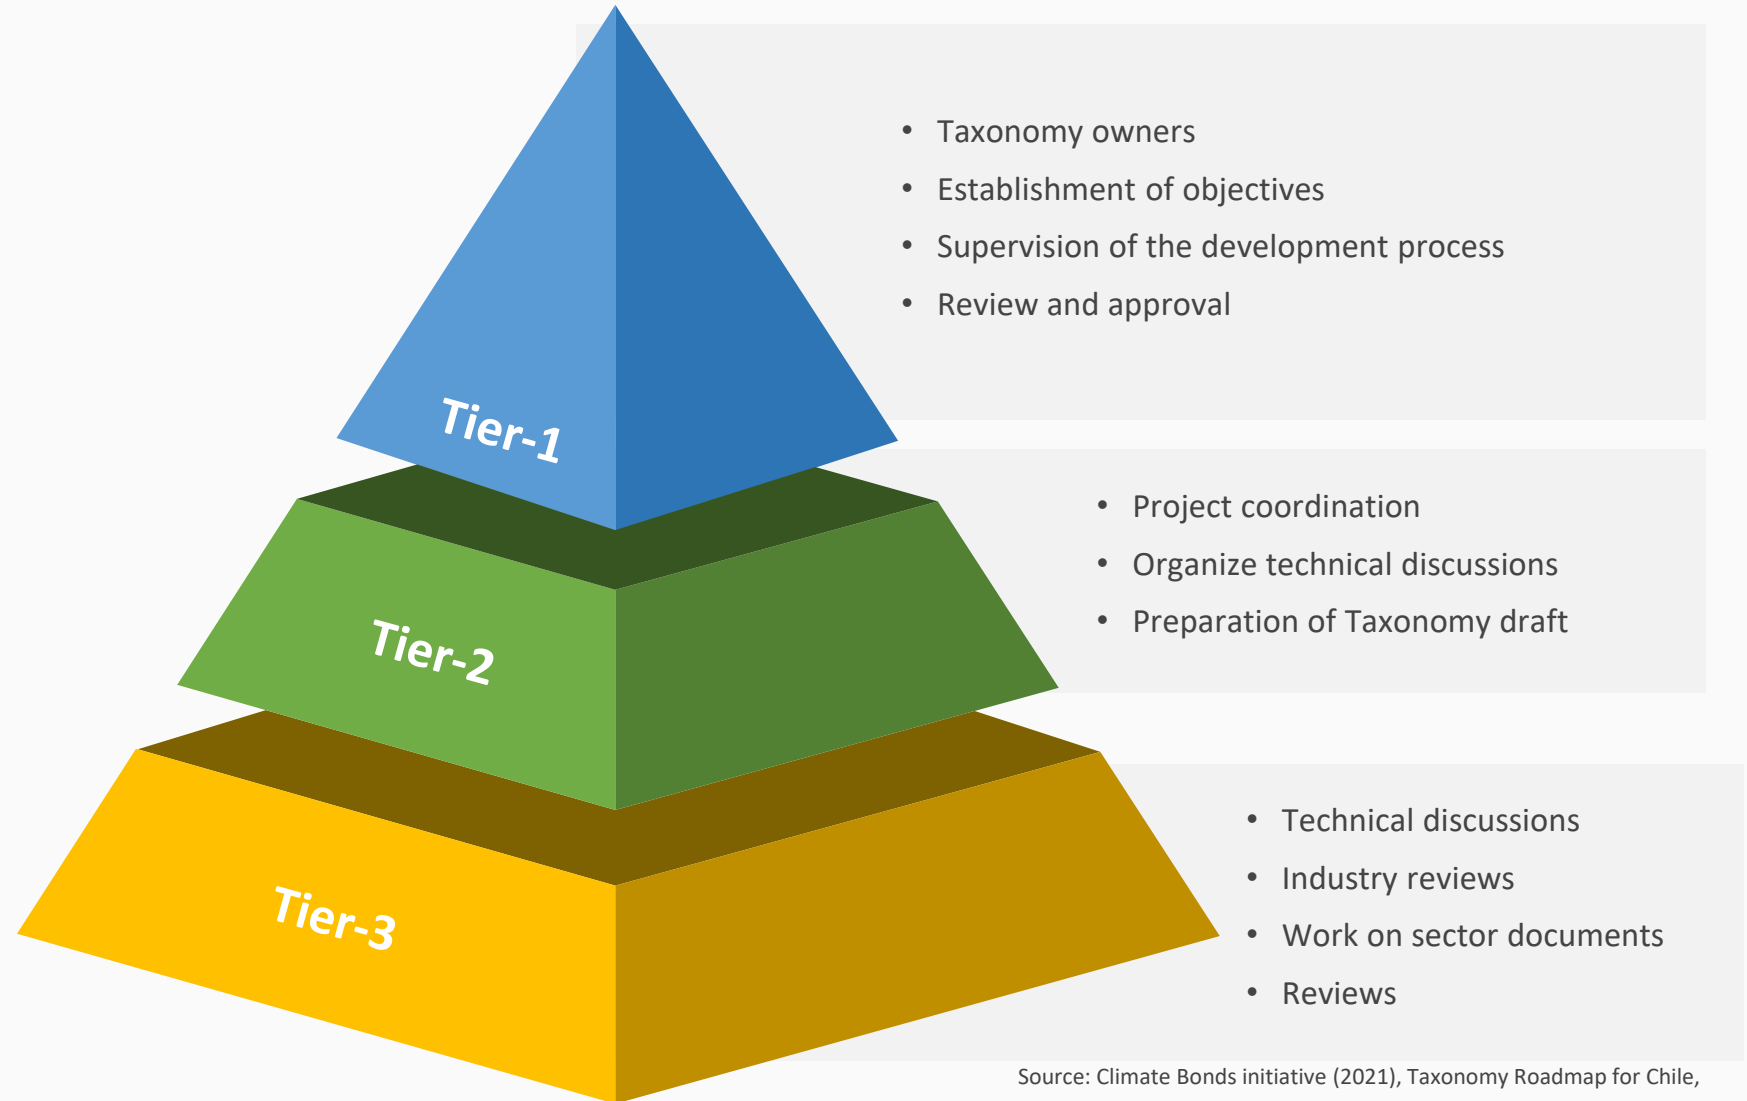 • Taxonomy owners
• Establishment of objectives
• Supervision of the development process
• Review and approval
Tier-1
• Project coordination
• Organize technical discussions
• Preparation of Taxonomy draft
Tier-2
• Technical discussions
• Industry reviews
• Work on sector documents
• Reviews
Tier-3
Source: Climate Bonds initiative (2021), Taxonomy Roadmap for Chile,